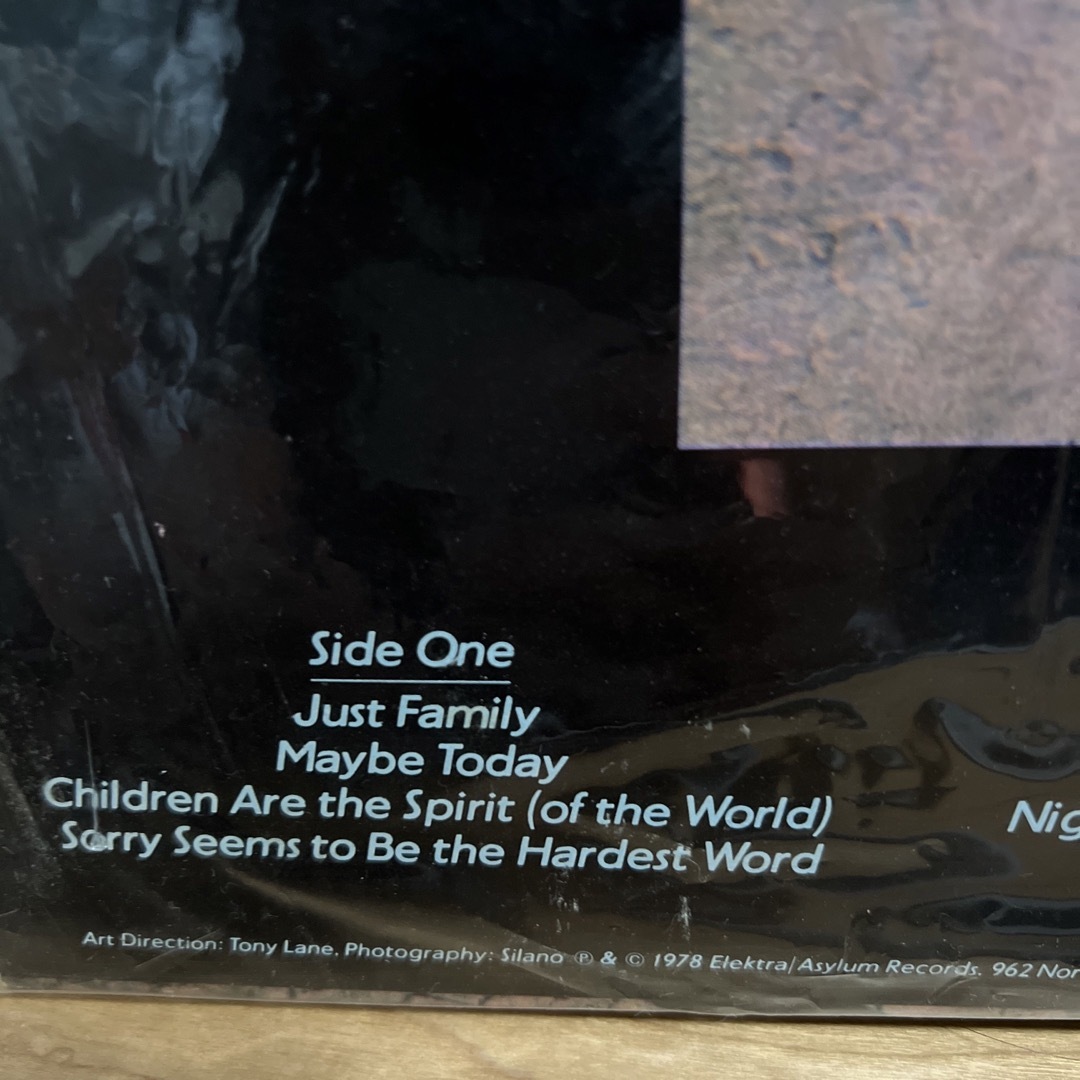 Side One
Just Family
Maybe Today
Children Are the Spirit (of the World)
Nig
Sorry Seems to Be the Hardest Word
Art Direction: Tony Lane, Photography: Silano ℗ & © 1978 Elektra/Asylum Records. 962 Nor